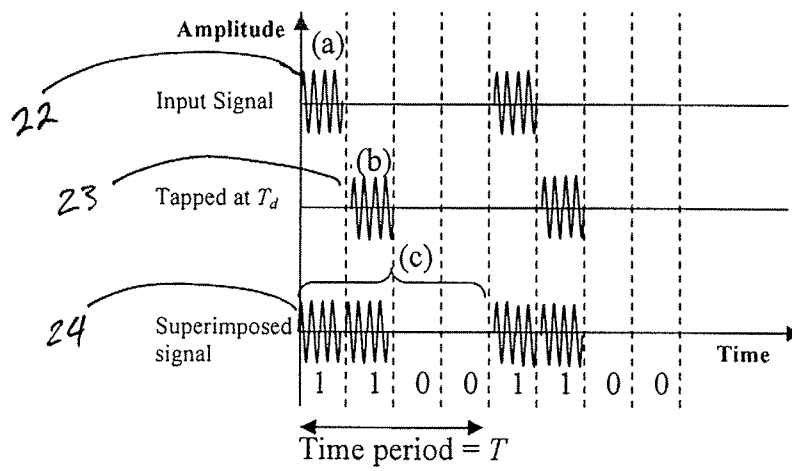 Amplitude
(a)
22
Input Signal
(b)
23
Tapped at T_d
(c)
24
Superimposed
signal
Time
1 1 0 0 1 1 0 0
Time period = T